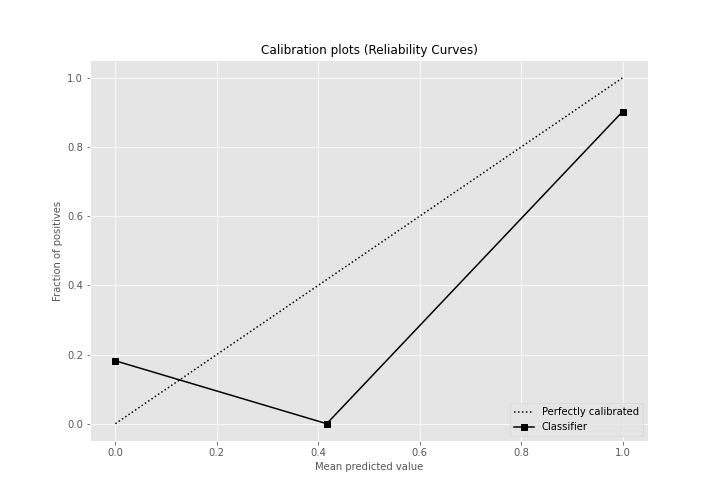 Calibration plots (Reliability Curves)
1.0
0.8
0.6
0.4
0.2
0.0
Fraction of positives
Perfectly calibrated
Classifier
0.0 0.2 0.4 0.6 0.8 1.0
Mean predicted value